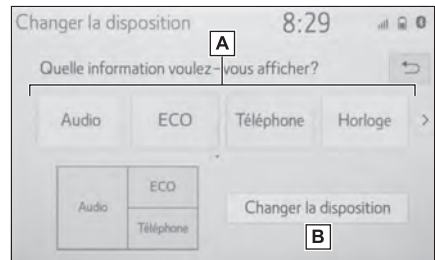 Changer la disposition 8:29
A
Quelle information voulez-vous afficher?
Audio ECO Téléphone Horloge >
Audio
ECO
Téléphone
Changer la disposition
B